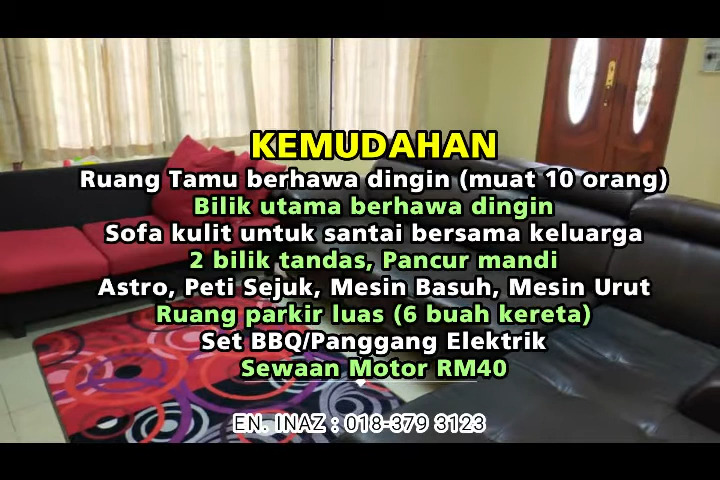 KEMUDAHAN
Ruang Tamu berhawa dingin (muat 10 orang)
Bilik utama berhawa dingin
Sofa kulit untuk santai bersama keluarga
2 bilik tandas, Pancur mandi
Astro, Peti Sejuk, Mesin Basuh, Mesin Urut
Ruang parkir luas (6 buah kereta)
Set BBQ/Panggang Elektrik
Sewaan Motor RM40
EN. INAZ : 018-379 3123